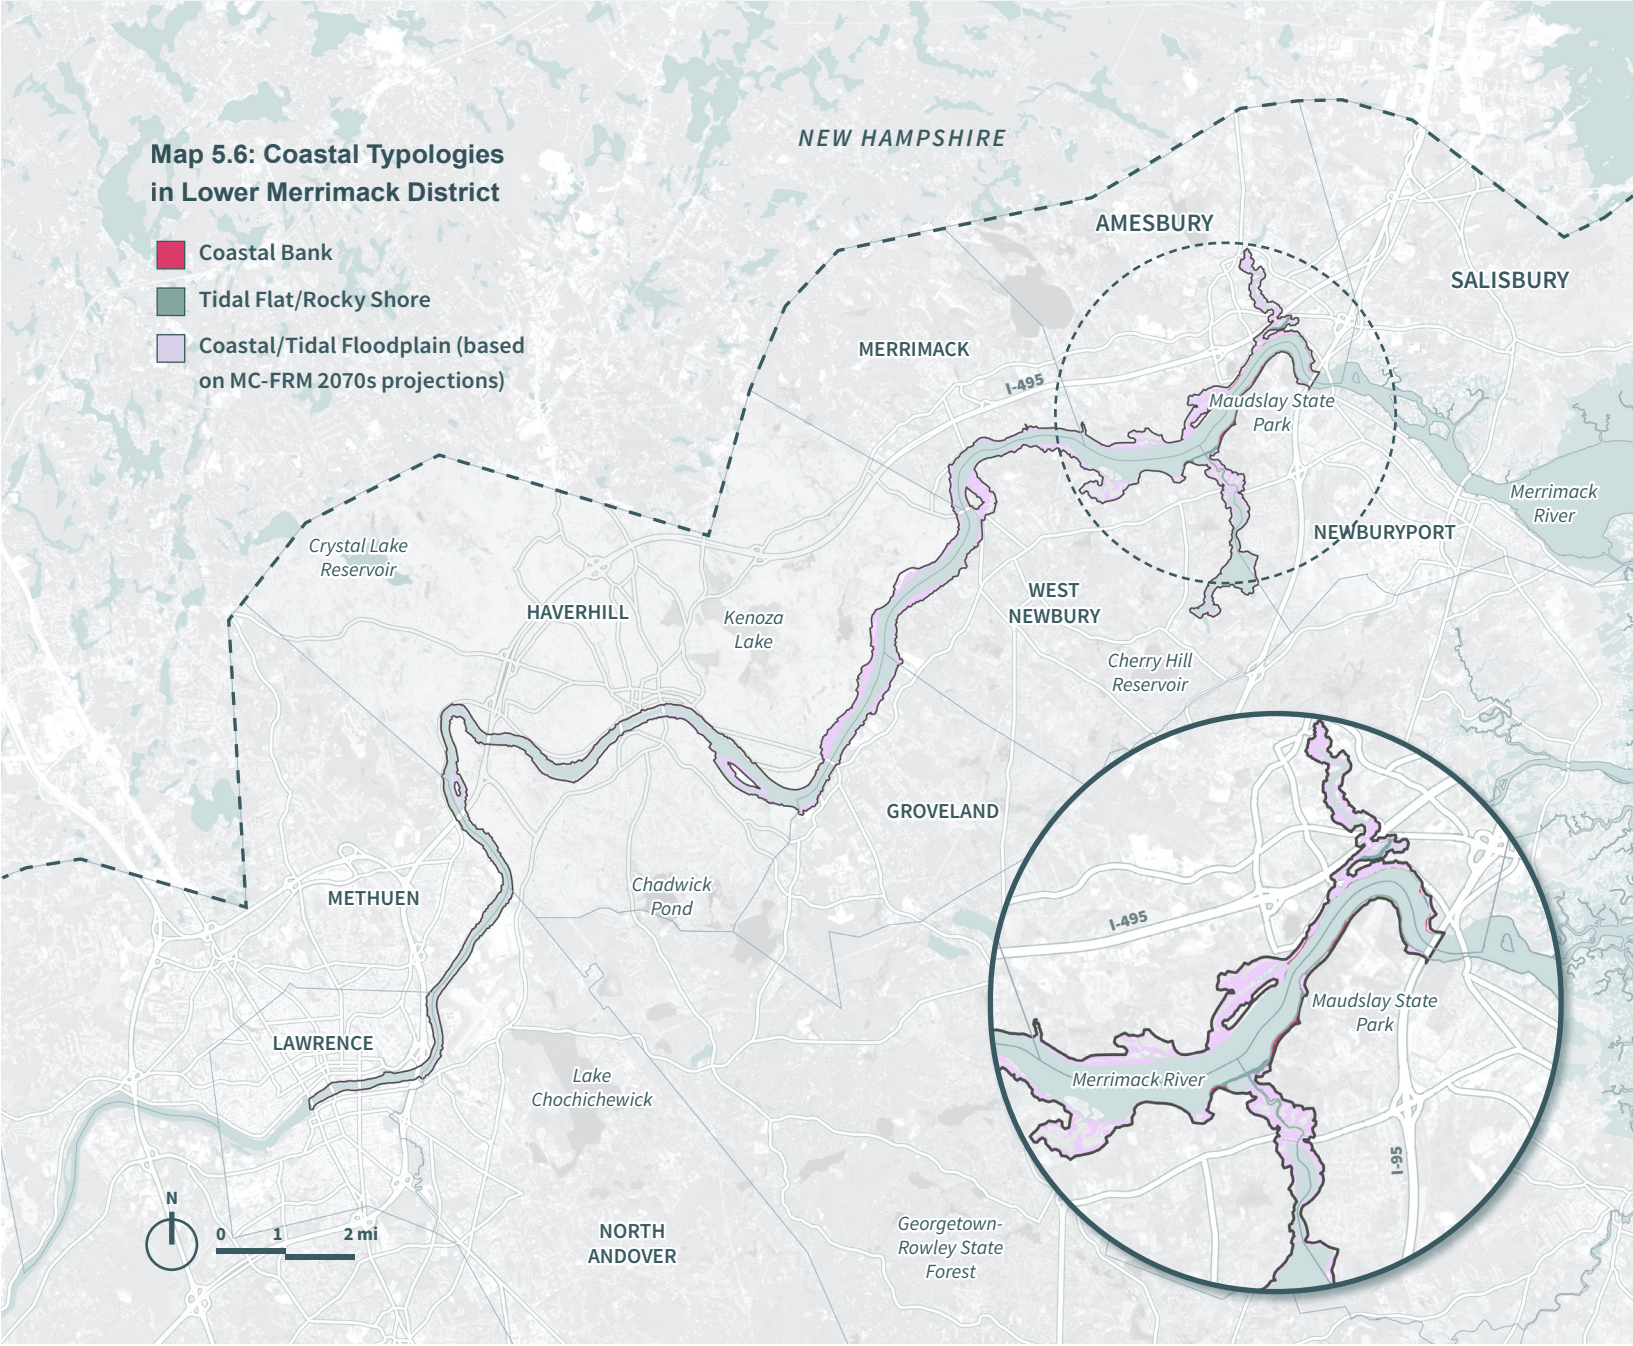 NEW HAMPSHIRE
Map 5.6: Coastal Typologies
in Lower Merrimack District
Coastal Bank
Tidal Flat/Rocky Shore
Coastal/Tidal Floodplain (based
on MC-FRM 2070s projections)
AMESBURY
SALISBURY
MERRIMACK
I-495
Maudslay State
Park
Merrimack
River
NEWBURYPORT
Crystal Lake
Reservoir
HAVERHILL
Kenoza
Lake
WEST
NEWBURY
Cherry Hill
Reservoir
GROVELAND
METHUEN
Chadwick
Pond
I-495
Maudslay State
Park
LAWRENCE
Lake
Chochichewick
Merrimack River
I-95
N
0 1 2 mi
NORTH
ANDOVER
Georgetown-
Rowley State
Forest